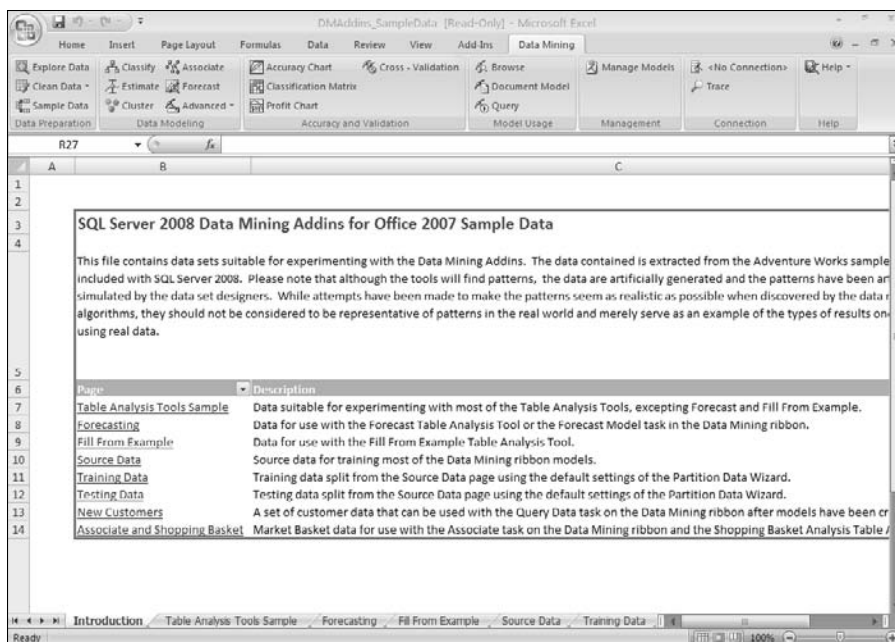 DMAddins_SampleData [Read-Only] - Microsoft Excel
Home Insert Page Layout Formulas Data Review View Add-Ins Data Mining
Explore Data Classify Associate Accuracy Chart Cross - Validation Browse Manage Models <No Connection> Help
Clean Data Estimate Forecast Classification Matrix Document Model Trace
Sample Data Cluster Advanced Profit Chart Query
Data Preparation Data Modeling Accuracy and Validation Model Usage Management Connection Help
R27 fx
A B C
1
2
3 SQL Server 2008 Data Mining Addins for Office 2007 Sample Data
4
This file contains data sets suitable for experimenting with the Data Mining Addins. The data contained is extracted from the Adventure Works sample
included with SQL Server 2008. Please note that although the tools will find patterns, the data are artificially generated and the patterns have been
simulated by the data set designers. While attempts have been made to make the patterns seem as realistic as possible when discovered by the data
algorithms, they should not be considered to be representative of patterns in the real world and merely serve as an example of the types of results
using real data.
5
6 Page Description
7 Table Analysis Tools Sample Data suitable for experimenting with most of the Table Analysis Tools, excepting Forecast and Fill From Example.
8 Forecasting Data for use with the Forecast Table Analysis Tool or the Forecast Model task in the Data Mining ribbon.
9 Fill From Example Data for use with the Fill From Example Table Analysis Tool.
10 Source Data Source data for training most of the Data Mining ribbon models.
11 Training Data Training data split from the Source Data page using the default settings of the Partition Data Wizard.
12 Testing Data Testing data split from the Source Data page using the default settings of the Partition Data Wizard.
13 New Customers A set of customer data that can be used with the Query Data task on the Data Mining ribbon after models have been cr
14 Associate and Shopping Basket Market Basket data for use with the Associate task on the Data Mining ribbon and the Shopping Basket Analysis Table
Introduction Table Analysis Tools Sample Forecasting Fill From Example Source Data Training Data
Ready 100%